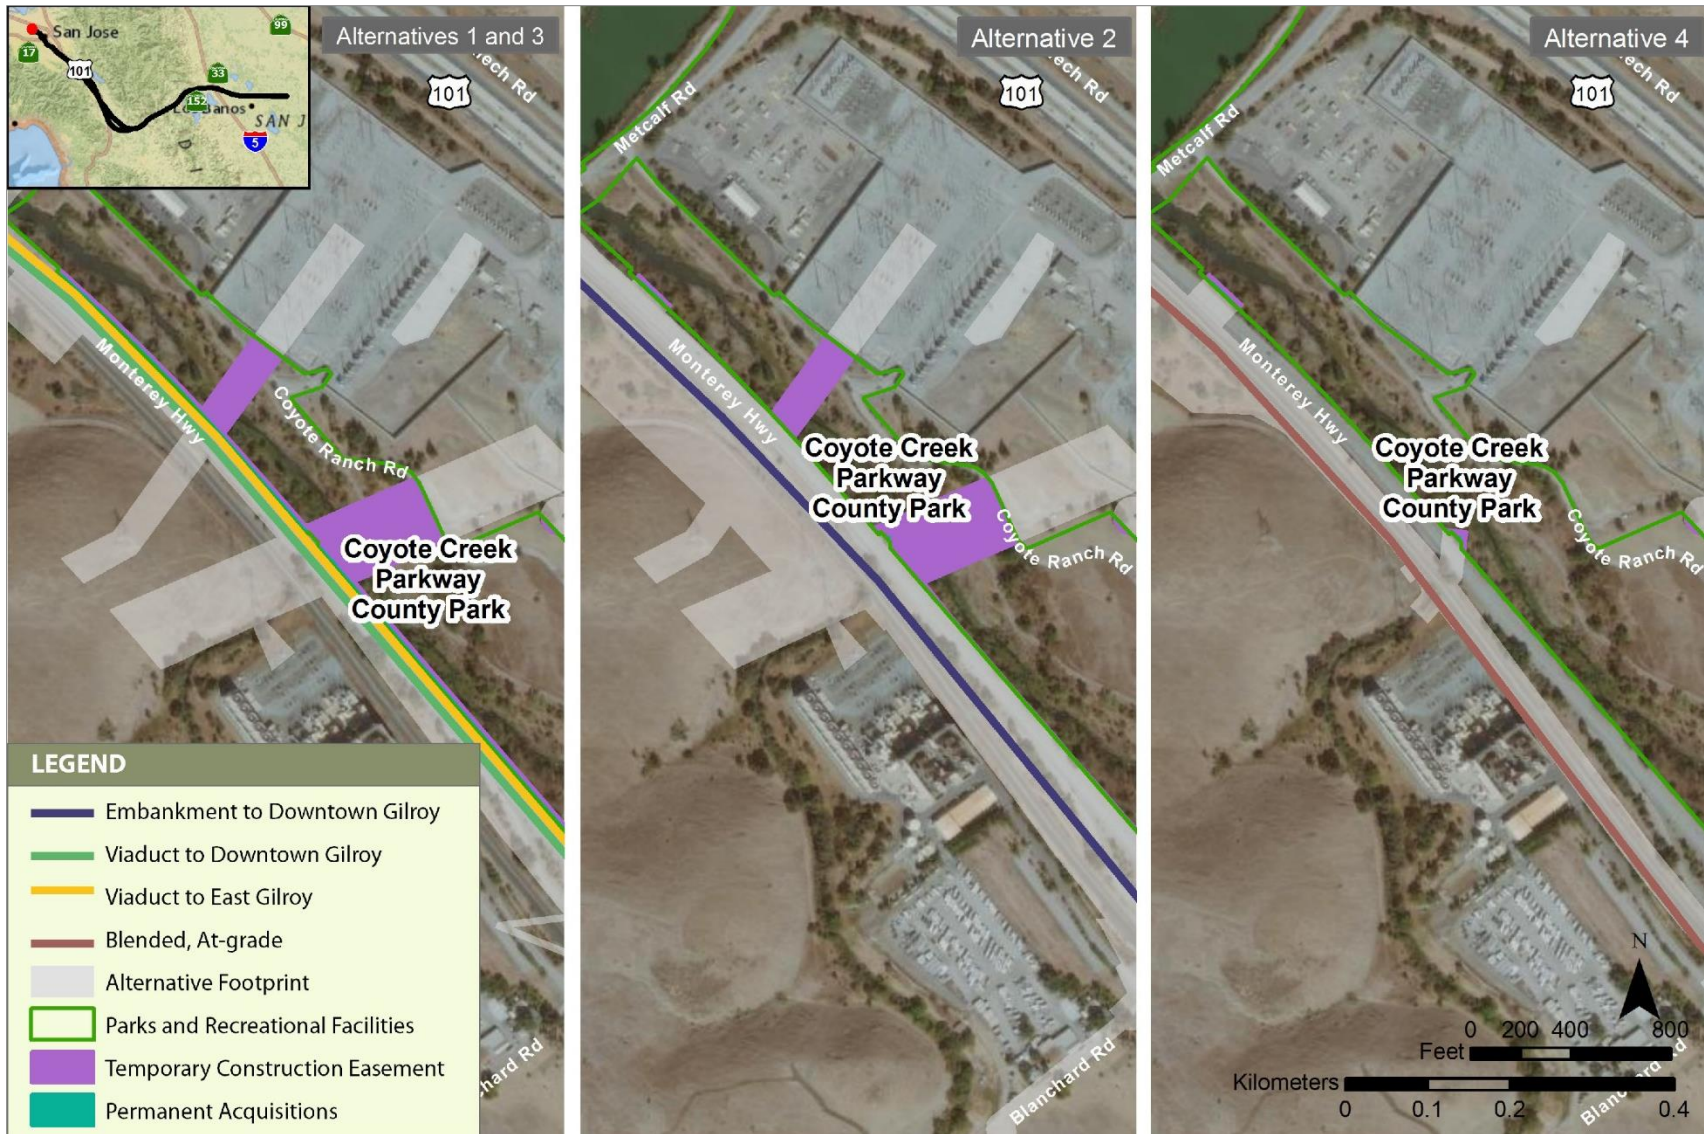 San Jose
99
17
101
33
152
Los Banos
SAN J
D I
5
Alternatives 1 and 3
101
Monterey Hwy
Coyote Ranch Rd
Coyote Creek
Parkway
County Park
LEGEND
Embankment to Downtown Gilroy
Viaduct to Downtown Gilroy
Viaduct to East Gilroy
Blended, At-grade
Alternative Footprint
Parks and Recreational Facilities
Temporary Construction Easement
Permanent Acquisitions
Alternative 2
101
Metcalf Rd
Monterey Hwy
Coyote Creek
Parkway
County Park
Coyote Ranch Rd
Blanchard Rd
Alternative 4
101
Metcalf Rd
Monterey Hwy
Coyote Creek
Parkway
County Park
Coyote Ranch Rd
N
0 200 400 800
Feet
Kilometers
0 0.1 0.2 0.4